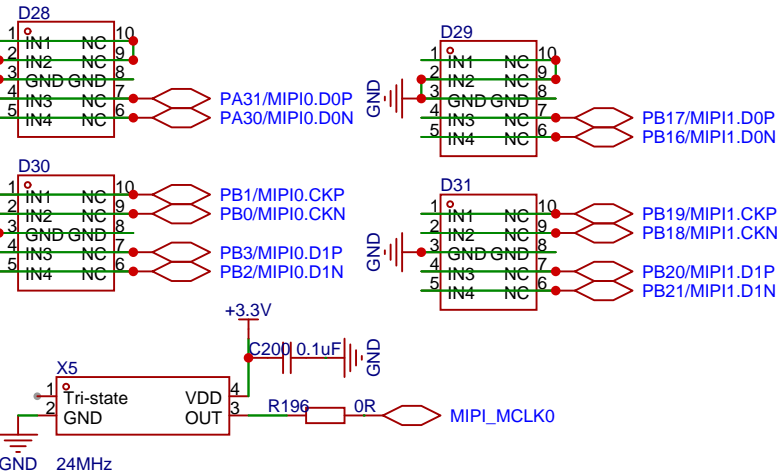 D28
1 IN1 NC 10
2 IN2 NC 9
3 GND GND 8
4 IN3 NC 7 PA31/MIPI0.D0P
5 IN4 NC 6 PA30/MIPI0.D0N
D29
1 IN1 NC 10
2 IN2 NC 9
GND 3 GND GND 8
4 IN3 NC 7 PB17/MIPI1.D0P
5 IN4 NC 6 PB16/MIPI1.D0N
D30
1 IN1 NC 10 PB1/MIPI0.CKP
2 IN2 NC 9 PB0/MIPI0.CKN
3 GND GND 8
4 IN3 NC 7 PB3/MIPI0.D1P
5 IN4 NC 6 PB2/MIPI0.D1N
D31
1 IN1 NC 10 PB19/MIPI1.CKP
2 IN2 NC 9 PB18/MIPI1.CKN
GND 3 GND GND 8
4 IN3 NC 7 PB20/MIPI1.D1P
5 IN4 NC 6 PB21/MIPI1.D1N
+3.3V
C200 0.1uF GND
X5
1 Tri-state VDD 4
2 GND OUT 3 R196 0R MIPI_MCLK0
GND 24MHz